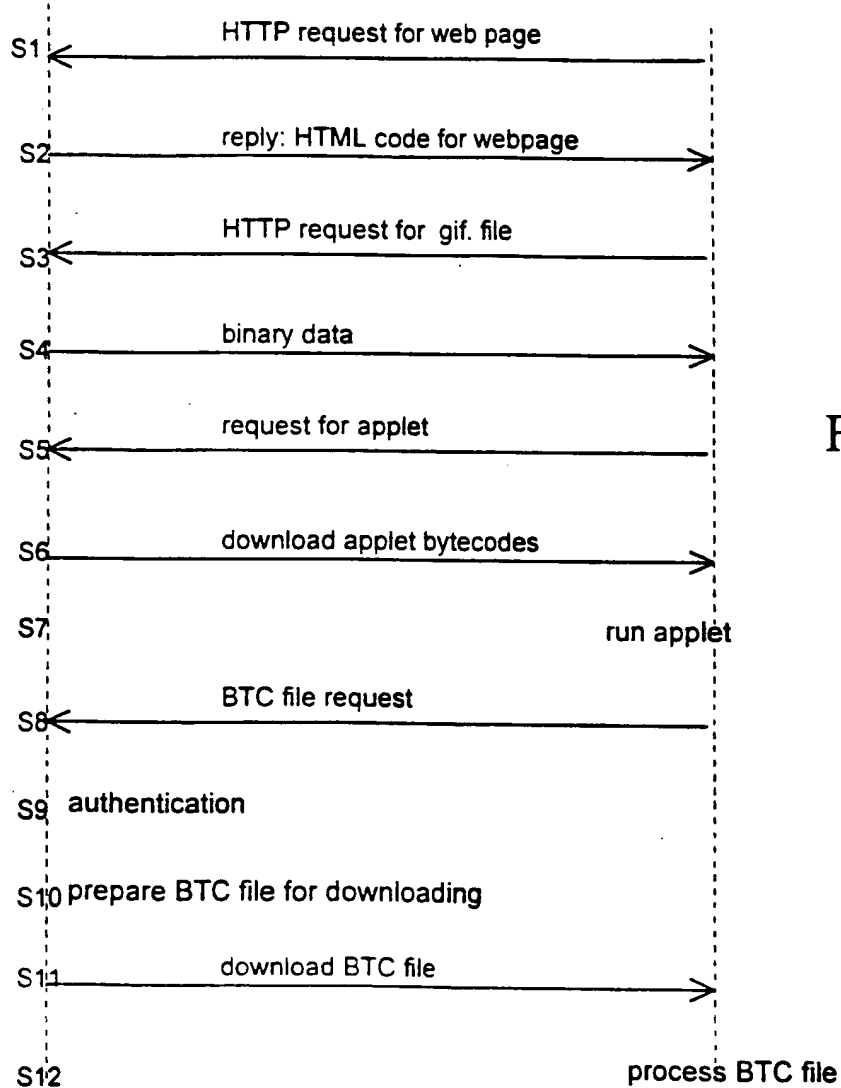 HTTP request for web page
S1
reply: HTML code for webpage
S2
HTTP request for gif. file
S3
binary data
S4
request for applet
S5
download applet bytecodes
S6
S7 run applet
BTC file request
S8
S9 authentication
S10 prepare BTC file for downloading
download BTC file
S11
S12 process BTC file